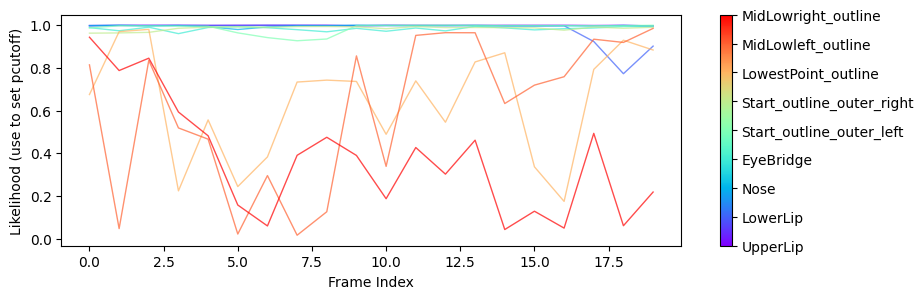 Likelihood (use to set pcutoff)
1.0
0.8
0.6
0.4
0.2
0.0
0.0
2.5
5.0
7.5
10.0
12.5
15.0
17.5
Frame Index
MidLowright_outline
MidLowleft_outline
LowestPoint_outline
Start_outline_outer_right
Start_outline_outer_left
EyeBridge
Nose
LowerLip
UpperLip